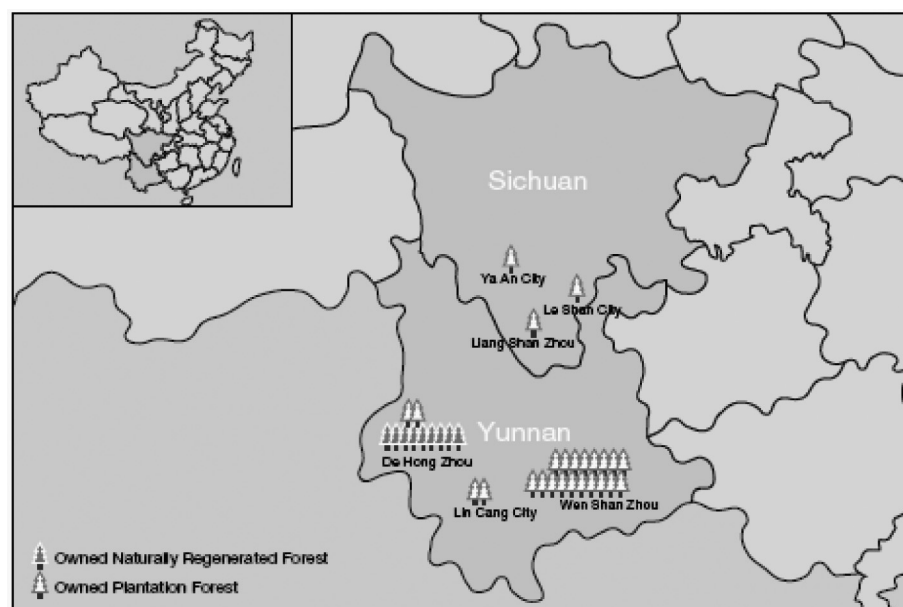 Sichuan
Ya An City
Le Shan City
Liang Shan Zhou
Yunnan
De Hong Zhou
Lin Cang City
Wen Shan Zhou
Owned Naturally Regenerated Forest
Owned Plantation Forest